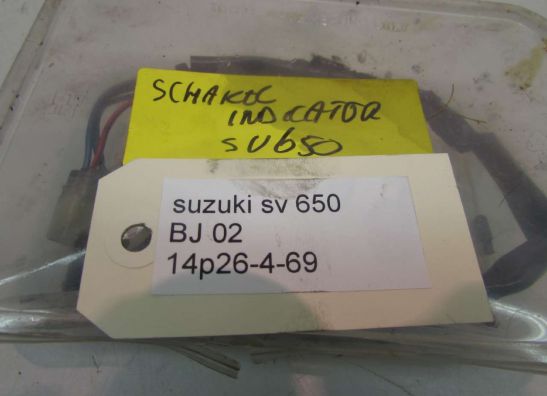 SCHAKEL
INDICATOR
SV650
suzuki sv 650
BJ 02
14p26-4-69